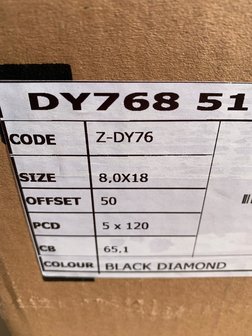 DY768 51
CODE Z-DY76
SIZE 8,0X18
OFFSET 50
PCD 5 x 120
CB 65,1
COLOUR BLACK DIAMOND